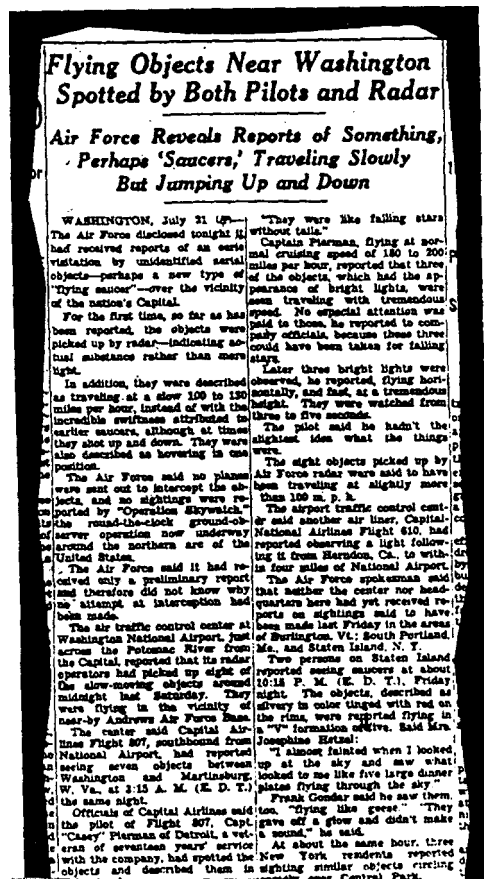 Flying Objects Near Washington
Spotted by Both Pilots and Radar
Air Force Reveals Reports of Something,
Perhaps 'Saucers,' Traveling Slowly
But Jumping Up and Down
WASHINGTON, July 21 (AP)—
The Air Force disclosed tonight it
had received reports of an eerie
visitation by unidentified aerial
objects—perhaps a new type of
"flying saucer"—over the vicinity
of the nation's Capital.
For the first time, so far as has
been reported, the objects were
picked up by radar—indicating ac-
tual substance rather than mere
light.
In addition, they were described
as traveling at a slow 100 to 130
miles per hour, instead of with the
incredible swiftness attributed to
earlier saucers, although at times
they shot up and down. They were
also described as hovering in one
position.
The Air Force said no planes
were sent out to intercept the ob-
jects, and no sightings were re-
ported by "Operation Skywatch,"
the round-the-clock ground-ob-
server operation now underway
around the northern arc of the
United States.
The Air Force said it had re-
ceived only a preliminary report
and therefore did not know why
no attempt at interception had
been made.
The air traffic control center at
Washington National Airport, just
across the Potomac River from
the Capital, reported that its radar
operators had picked up eight of
the slow-moving objects around
midnight last Saturday. They
were flying in the vicinity of
near-by Andrews Air Force Base.
The center said Capital Air-
lines Flight 807, southbound from
National Airport, had reported
seeing seven objects between
Washington and Martinsburg,
W. Va., at 3:15 A. M. (E. D. T.)
the same night.
Officials of Capital Airlines said
the pilot of Flight 807, Capt.
"Casey" Pierman of Detroit, a vet-
eran of seventeen years' service
with the company, had spotted the
objects and described them in
"They were like falling stars
without tails."
Captain Pierman, flying at nor-
mal cruising speed of 180 to 200
miles per hour, reported that three
of the objects, which had the ap-
pearance of bright lights, were
seen traveling with tremendous
speed. No especial attention was
paid to those, he reported to com-
pany officials, because these three
could have been taken for falling
stars.
Later three bright lights were
observed, he reported, flying hori-
zontally, and fast, at a tremendous
height. They were watched from
three to five seconds.
The pilot said he hadn't the
slightest idea what the things
were.
The eight objects picked up by
Air Force radar were said to have
been traveling at slightly more
than 100 m. p. h.
The airport traffic control cent-
er said another air liner, Capital-
National Airlines Flight 610, had
reported observing a light follow-
ing it from Herndon, Va., to with-
in four miles of National Airport.
The Air Force spokesman said
that neither the center nor head-
quarters here had yet received re-
ports on sightings said to have
been made last Friday in the areas
of Burlington, Vt.; South Portland,
Me., and Staten Island, N. Y.
Two persons on Staten Island
reported seeing saucers at about
10:15 P. M. (E. D. T.), Friday
night. The objects, described as
silvery in color tinged with red on
the rims, were reported flying in
a "V" formation of five. Said Mrs.
Josephine Hetzel:
"I almost fainted when I looked
up at the sky and saw what
looked to me like five large dinner
plates flying through the sky."
Frank Gondar said he saw them,
too, "flying like geese." "They
gave off a glow and didn't make
a sound," he said.
At about the same hour, three
New York residents reported
sighting similar objects circling
Central Park.